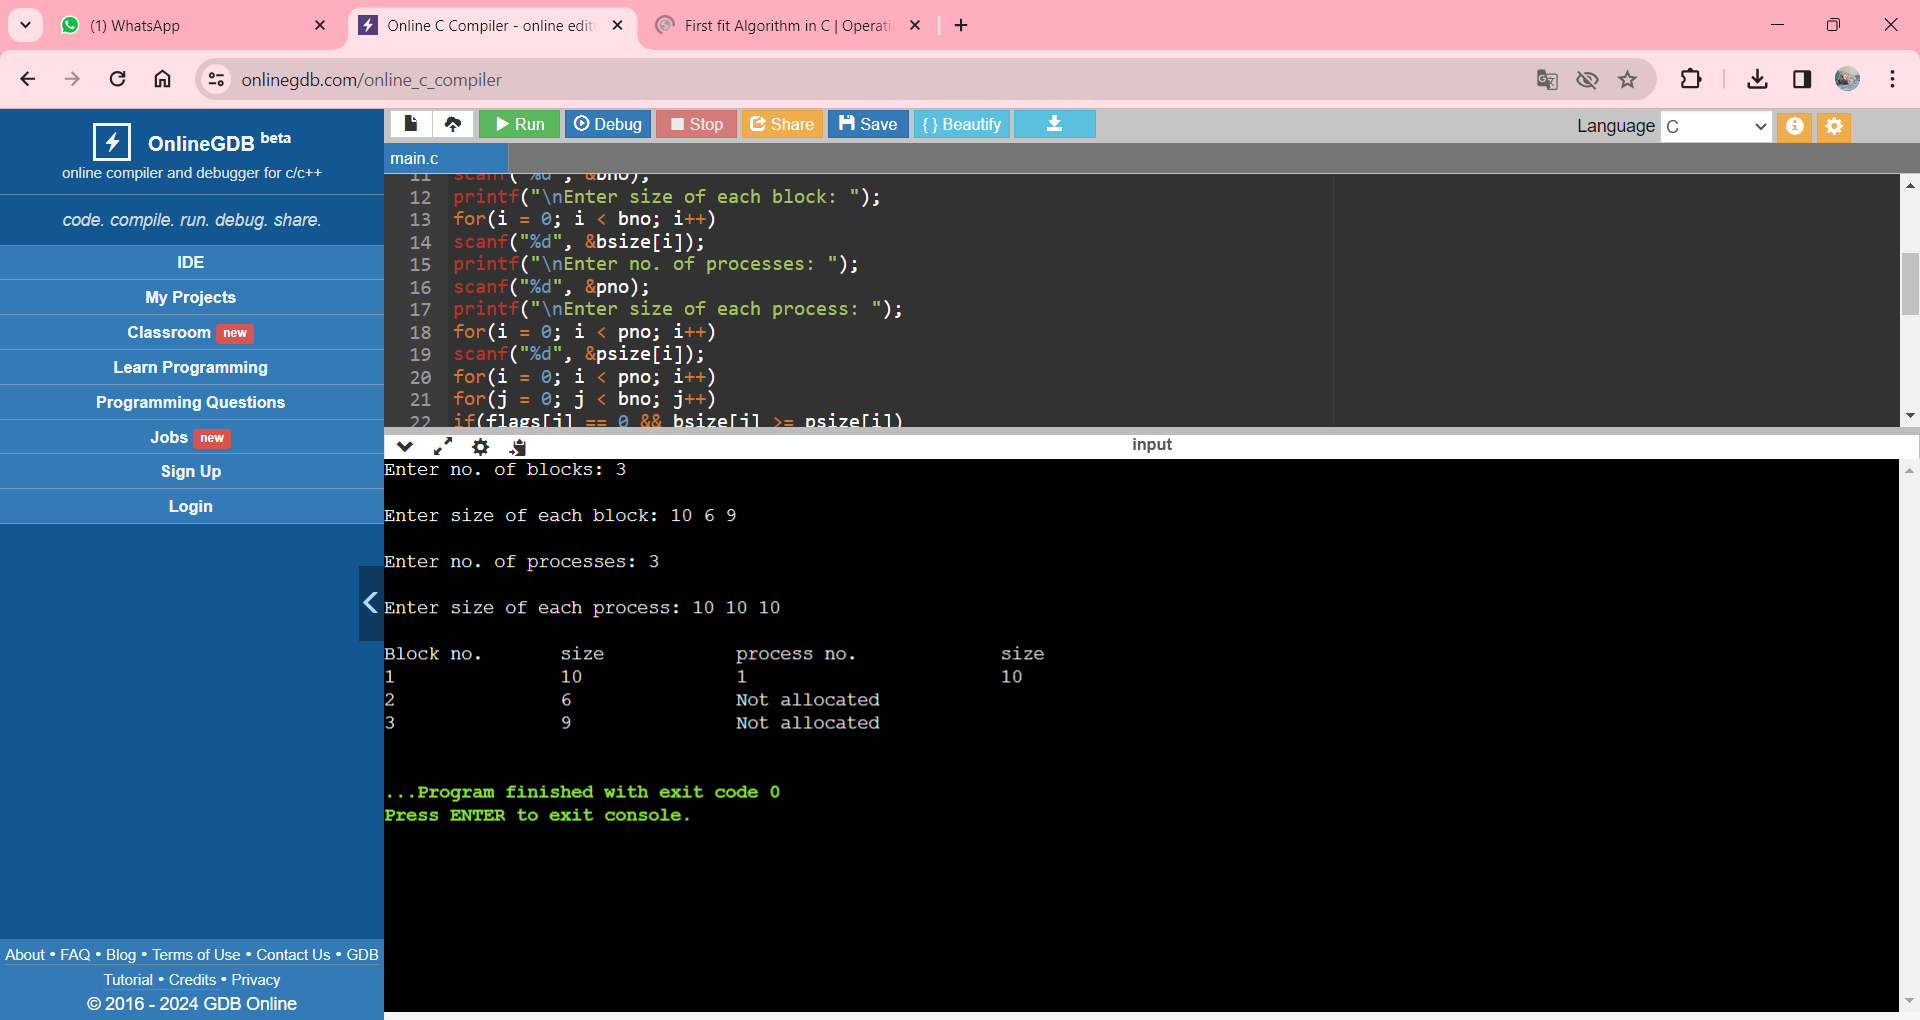 (1) WhatsApp
Online C Compiler - online edit
First fit Algorithm in C | Operati
onlinegdb.com/online_c_compiler
OnlineGDB beta
online compiler and debugger for c/c++
code. compile. run. debug. share.
IDE
My Projects
Classroom new
Learn Programming
Programming Questions
Jobs new
Sign Up
Login
About • FAQ • Blog • Terms of Use • Contact Us • GDB
Tutorial • Credits • Privacy
© 2016 - 2024 GDB Online
Run Debug Stop Share Save { } Beautify
Language C
main.c
11 scanf("%d", &bno);
12 printf("\nEnter size of each block: ");
13 for(i = 0; i < bno; i++)
14 scanf("%d", &bsize[i]);
15 printf("\nEnter no. of processes: ");
16 scanf("%d", &pno);
17 printf("\nEnter size of each process: ");
18 for(i = 0; i < pno; i++)
19 scanf("%d", &psize[i]);
20 for(i = 0; i < pno; i++)
21 for(j = 0; j < bno; j++)
22 if(flags[j] == 0 && bsize[j] >= psize[i])
input
Enter no. of blocks: 3
Enter size of each block: 10 6 9
Enter no. of processes: 3
Enter size of each process: 10 10 10
Block no. size process no. size
1 10 1 10
2 6 Not allocated
3 9 Not allocated
...Program finished with exit code 0
Press ENTER to exit console.